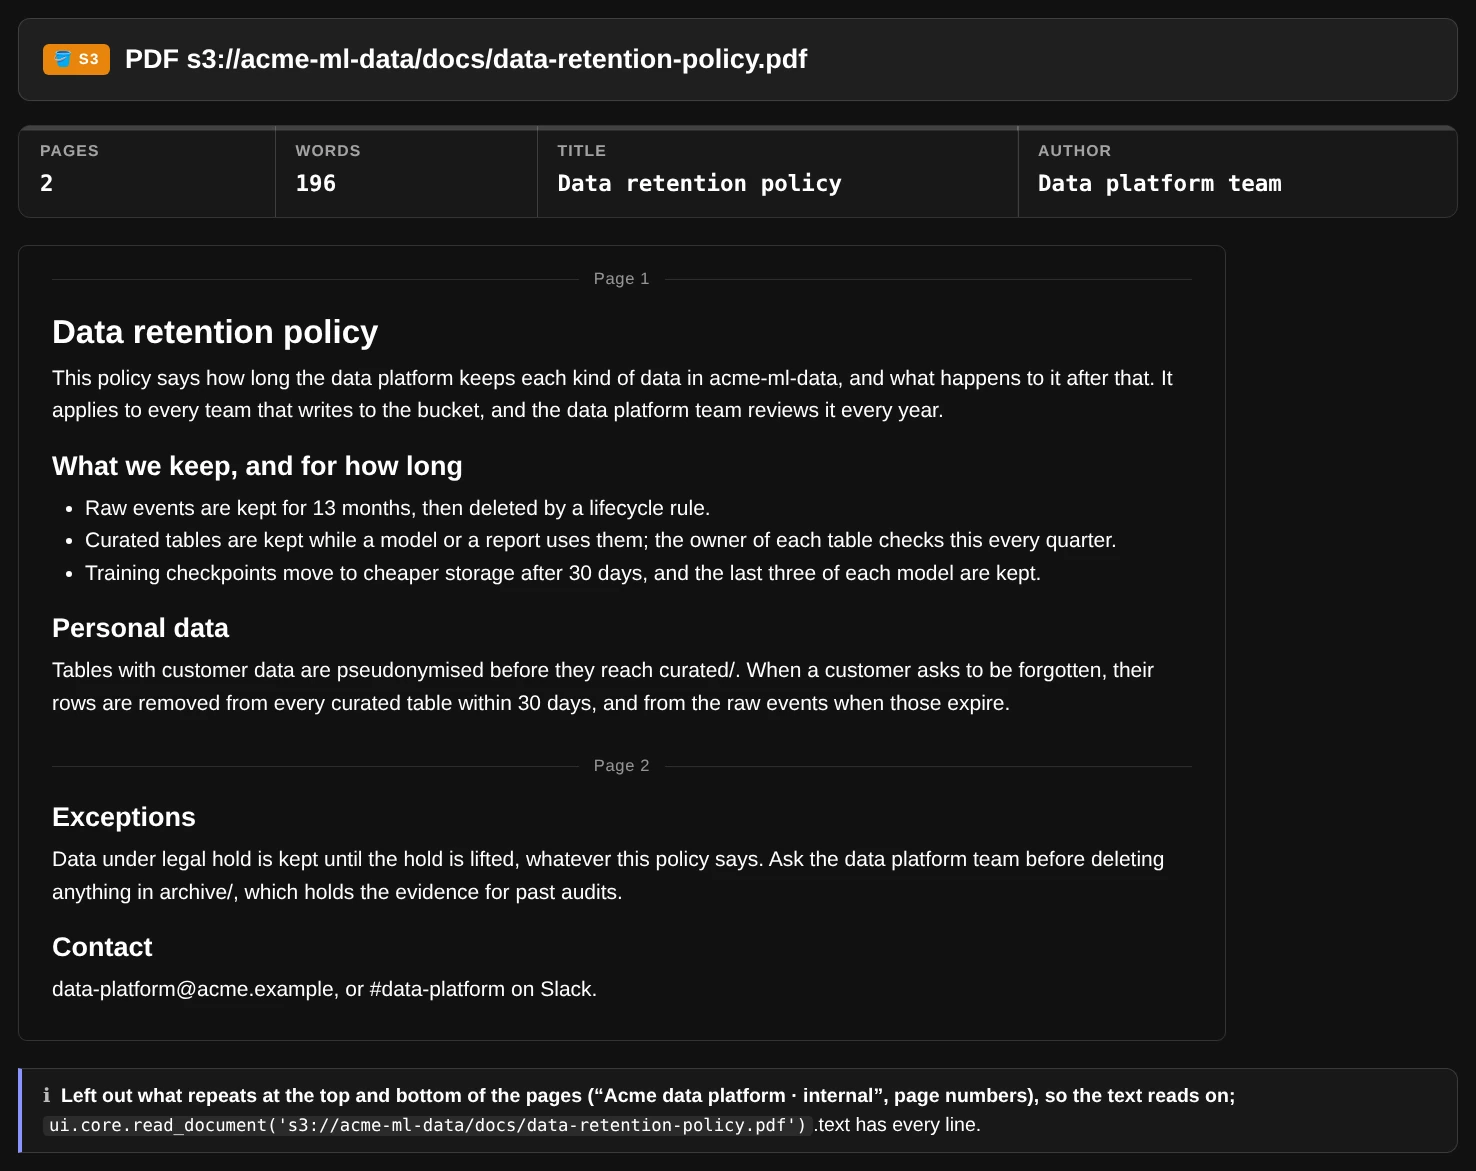 S3 PDF s3://acme-ml-data/docs/data-retention-policy.pdf
PAGES
2
WORDS
196
TITLE
Data retention policy
AUTHOR
Data platform team
Page 1
Data retention policy
This policy says how long the data platform keeps each kind of data in acme-ml-data, and what happens to it after that. It
applies to every team that writes to the bucket, and the data platform team reviews it every year.
What we keep, and for how long
• Raw events are kept for 13 months, then deleted by a lifecycle rule.
• Curated tables are kept while a model or a report uses them; the owner of each table checks this every quarter.
• Training checkpoints move to cheaper storage after 30 days, and the last three of each model are kept.
Personal data
Tables with customer data are pseudonymised before they reach curated/. When a customer asks to be forgotten, their
rows are removed from every curated table within 30 days, and from the raw events when those expire.
Page 2
Exceptions
Data under legal hold is kept until the hold is lifted, whatever this policy says. Ask the data platform team before deleting
anything in archive/, which holds the evidence for past audits.
Contact
data-platform@acme.example, or #data-platform on Slack.
ℹ Left out what repeats at the top and bottom of the pages (“Acme data platform · internal”, page numbers), so the text reads on;
ui.core.read_document('s3://acme-ml-data/docs/data-retention-policy.pdf').text has every line.